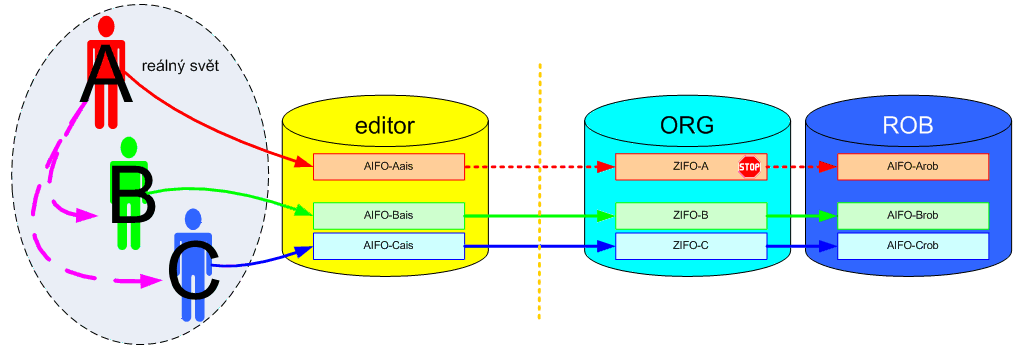 A
reálný svět
B
C
editor
ORG
ROB
AIFO-Aais
ZIFO-A
STOP
AIFO-Arob
AIFO-Bais
ZIFO-B
AIFO-Brob
AIFO-Cais
ZIFO-C
AIFO-Crob